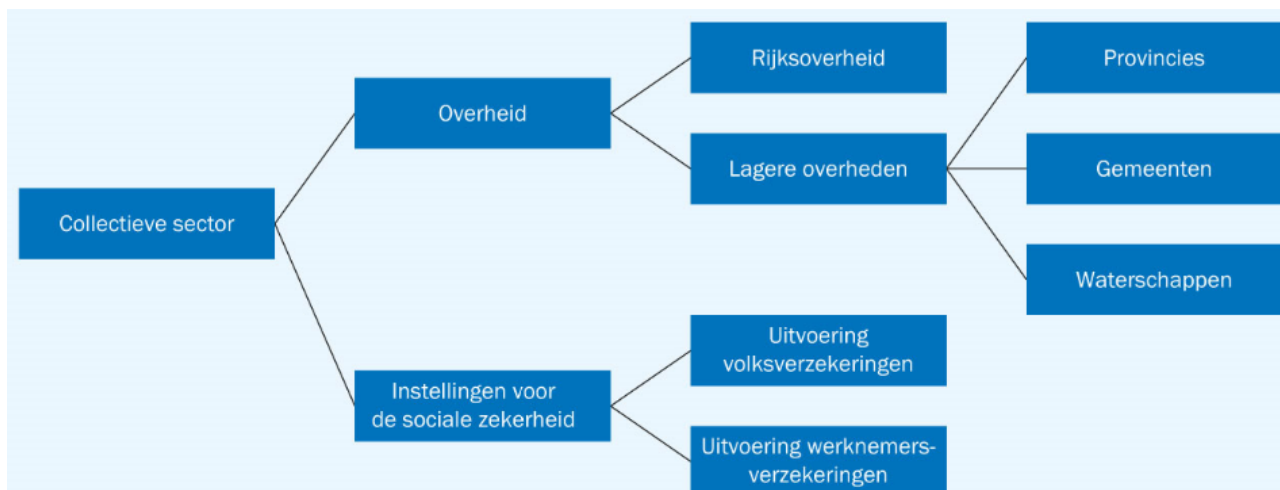 Rijksoverheid
Provincies
Overheid
Lagere overheden
Gemeenten
Collectieve sector
Waterschappen
Uitvoering
volksverzekeringen
Instellingen voor
de sociale zekerheid
Uitvoering werknemers-
verzekeringen